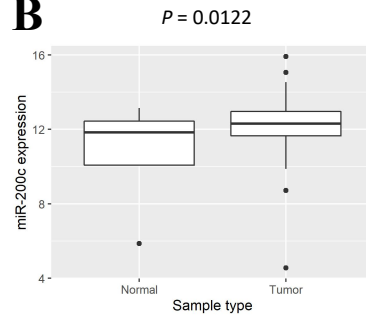 B
P = 0.0122
16
12
8
4
miR-200c expression
Normal
Tumor
Sample type